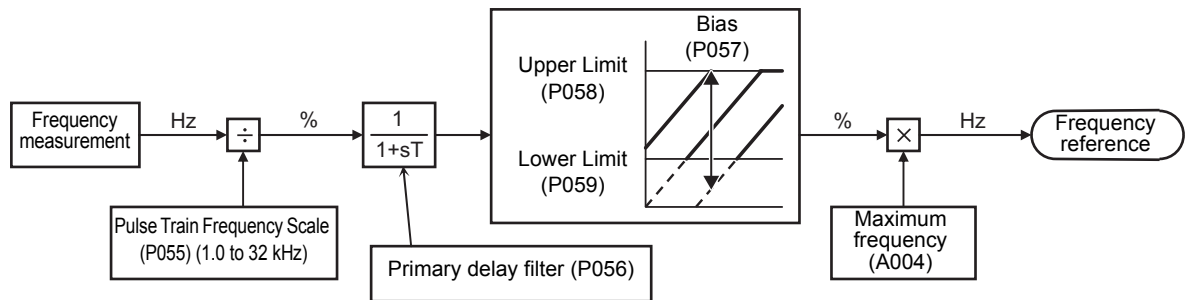 Frequency
measurement
Hz
÷
%
1
1+sT
Upper Limit
(P058)
Lower Limit
(P059)
Bias
(P057)
%
×
Hz
Frequency
reference
Pulse Train Frequency Scale
(P055) (1.0 to 32 kHz)
Primary delay filter (P056)
Maximum
frequency
(A004)